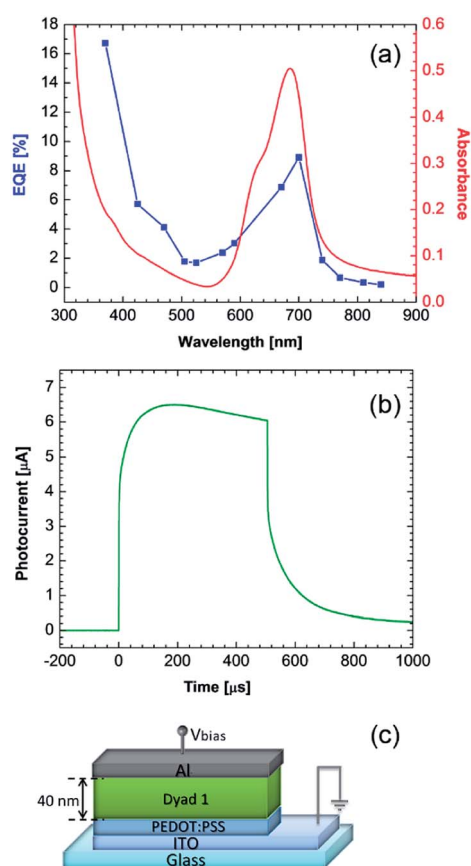 (a)
EQE [%]
18
16
14
12
10
8
6
4
2
0
0.6
0.5
0.4
0.3
0.2
0.1
0.0
Absorbance
300 400 500 600 700 800 900
Wavelength [nm]
(b)
Photocurrent [μA]
7
6
5
4
3
2
1
0
-200 0 200 400 600 800 1000
Time [μs]
(c)
Vbias
Al
40 nm
Dyad 1
PEDOT:PSS
ITO
Glass